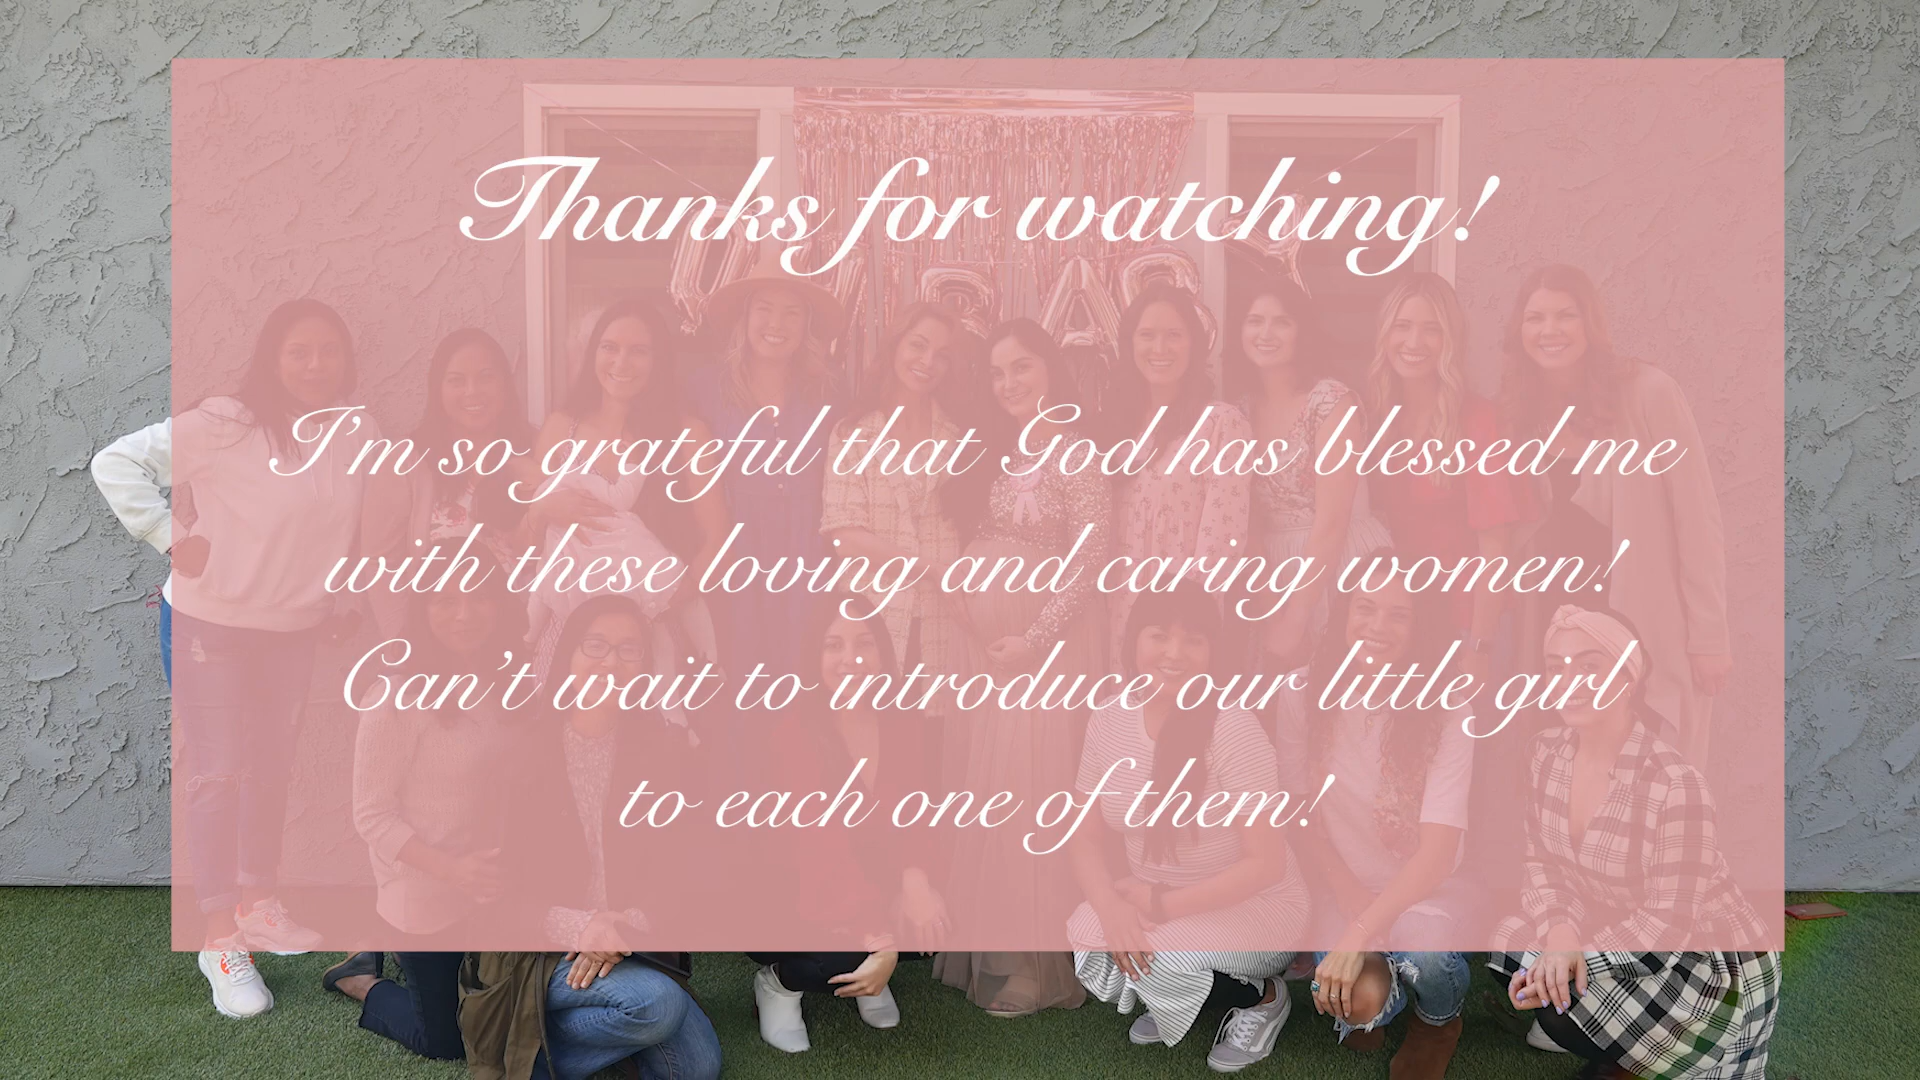 Thanks for watching!
I'm so grateful that God has blessed me
with these loving and caring women!
Can't wait to introduce our little girl
to each one of them!